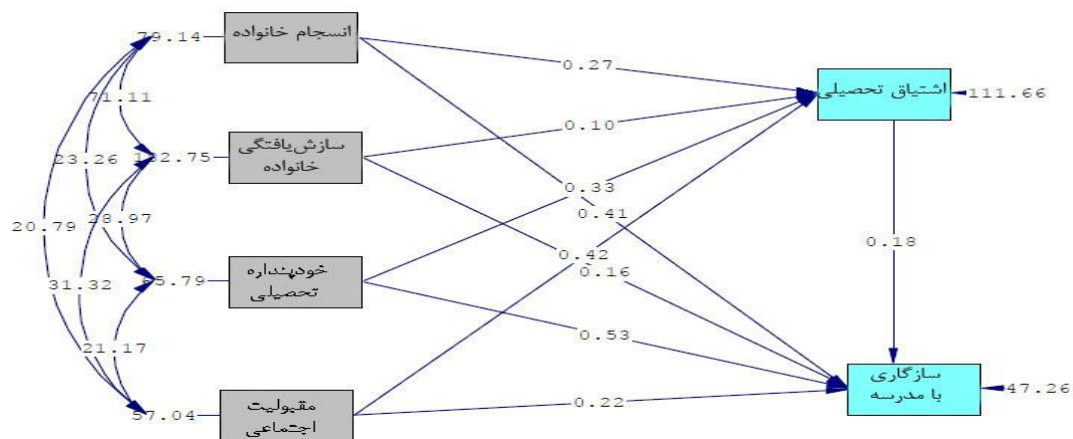 79.14
انسجام خانواده
0.27
اشتیاق تحصیلی
111.66
71.11
0.10
132.75
سازش‌یافتگی
خانواده
23.26
0.33
0.41
20.79
28.97
0.18
0.42
0.16
65.79
خودپنداره
تحصیلی
31.32
0.53
21.17
سازگاری
با مدرسه
47.26
0.22
57.04
مقبولیت
اجتماعی